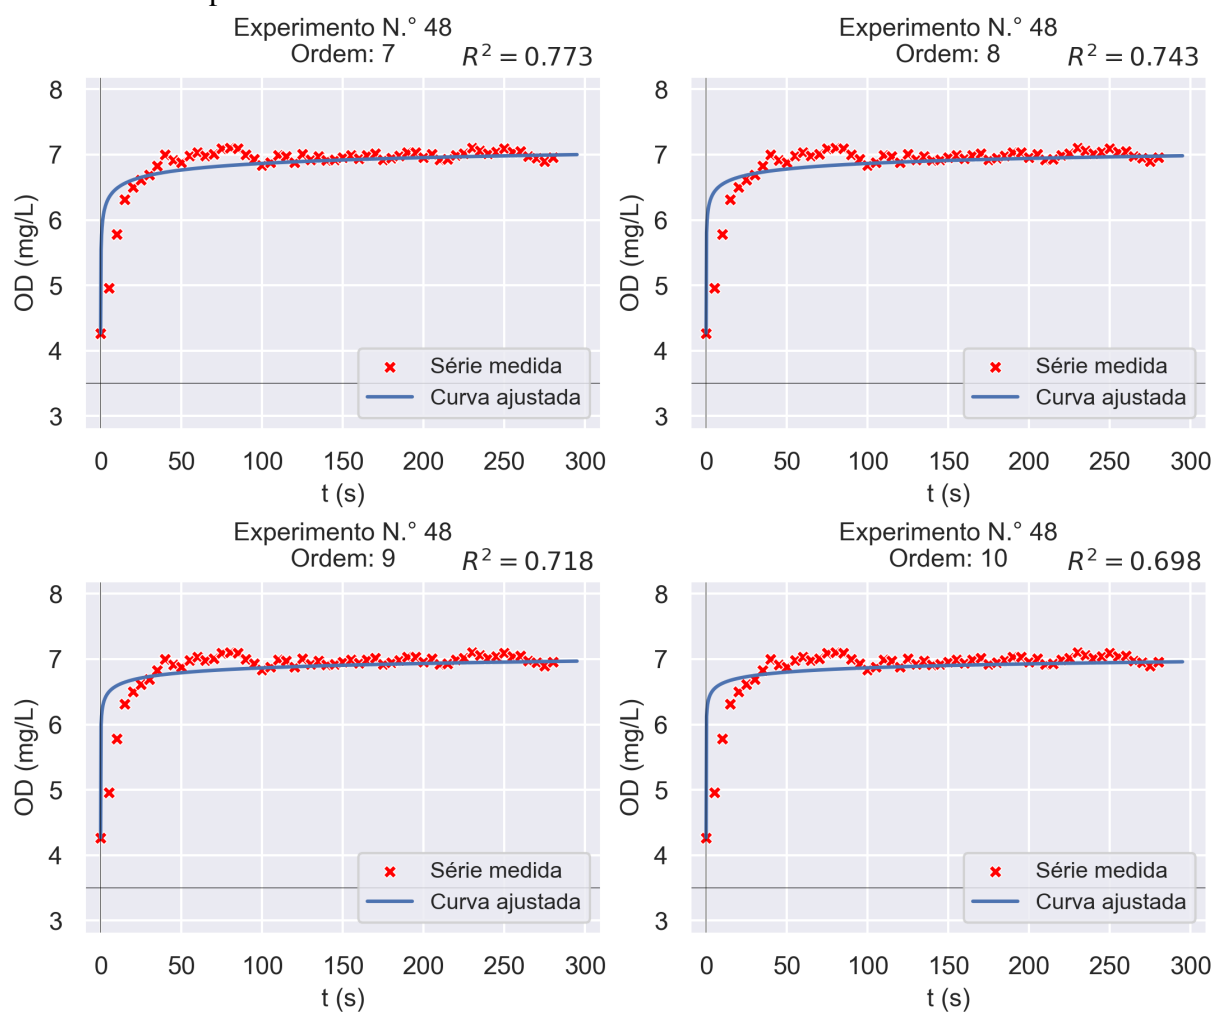 Experimento N.° 48
Ordem: 7
R² = 0.773
8
7
6
5
4
3
OD (mg/L)
Série medida
Curva ajustada
0 50 100 150 200 250 300
t (s)
Experimento N.° 48
Ordem: 8
R² = 0.743
8
7
6
5
4
3
OD (mg/L)
Série medida
Curva ajustada
0 50 100 150 200 250 300
t (s)
Experimento N.° 48
Ordem: 9
R² = 0.718
8
7
6
5
4
3
OD (mg/L)
Série medida
Curva ajustada
0 50 100 150 200 250 300
t (s)
Experimento N.° 48
Ordem: 10
R² = 0.698
8
7
6
5
4
3
OD (mg/L)
Série medida
Curva ajustada
0 50 100 150 200 250 300
t (s)